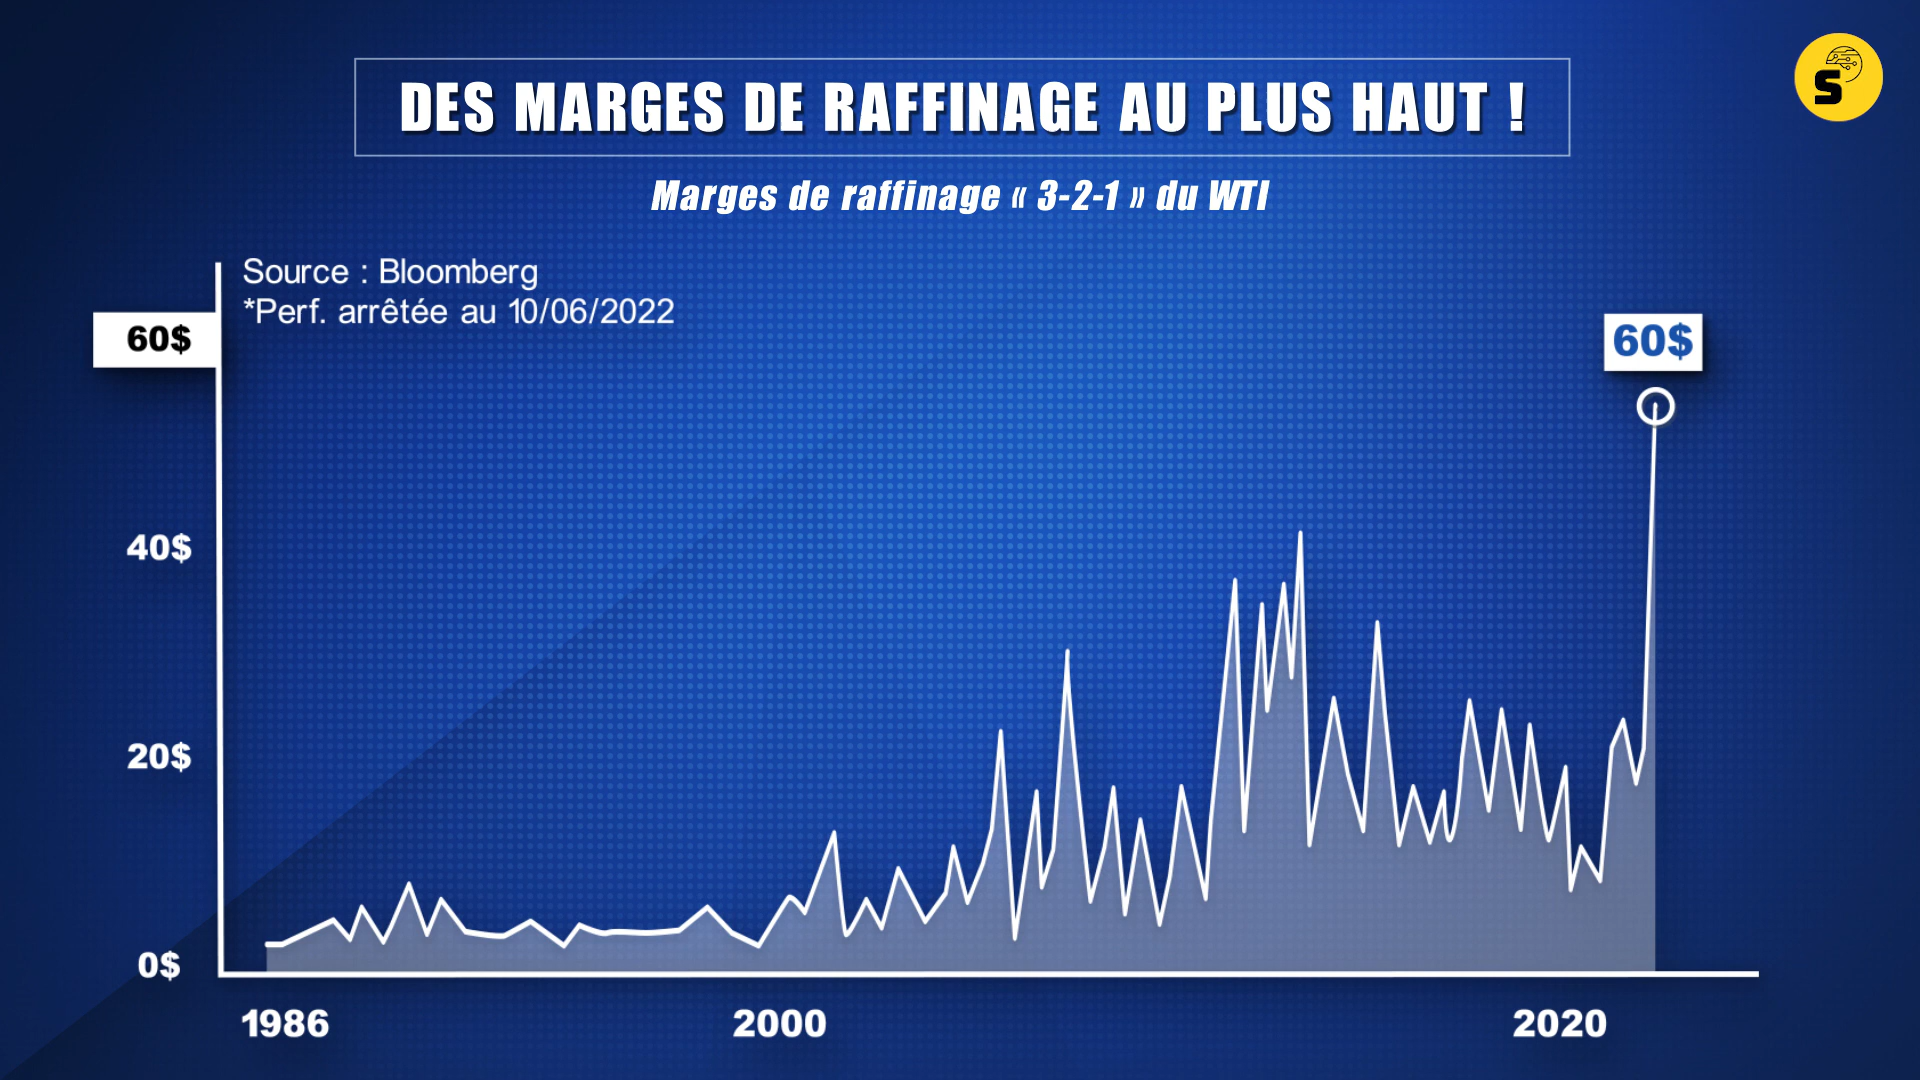 DES MARGES DE RAFFINAGE AU PLUS HAUT !
S
Marges de raffinage « 3-2-1 » du WTI
Source : Bloomberg
*Perf. arrêtée au 10/06/2022
60$
60$
40$
20$
0$
1986
2000
2020